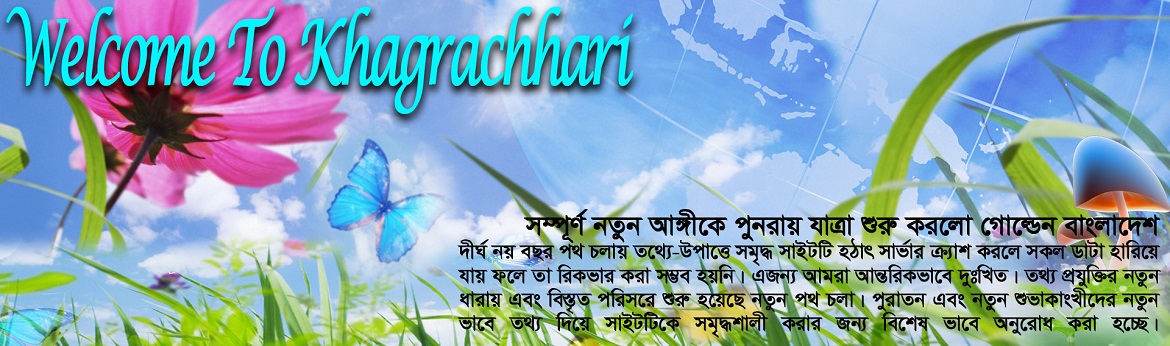 Welcome To Khagrachhari
সম্পূর্ণ নতুন আঙ্গীকে পুনরায় যাত্রা শুরু করলো গোল্ডেন বাংলাদেশ
দীর্ঘ নয় বছর পথ চলায় তথ্যে-উপাত্তে সমৃদ্ধ সাইটটি হঠাৎ সার্ভার ক্র্যাশ করলে সকল ডাটা হারিয়ে
যায় ফলে তা রিকভার করা সম্ভব হয়নি। এজন্য আমরা আন্তরিকভাবে দুঃখিত। তথ্য প্রযুক্তির নতুন
ধারায় এবং বিস্তৃত পরিসরে শুরু হয়েছে নতুন পথ চলা। পুরাতন এবং নতুন শুভাকাংখীদের নতুন
ভাবে তথ্য দিয়ে সাইটটিকে সমৃদ্ধশালী করার জন্য বিশেষ ভাবে অনুরোধ করা হচ্ছে।